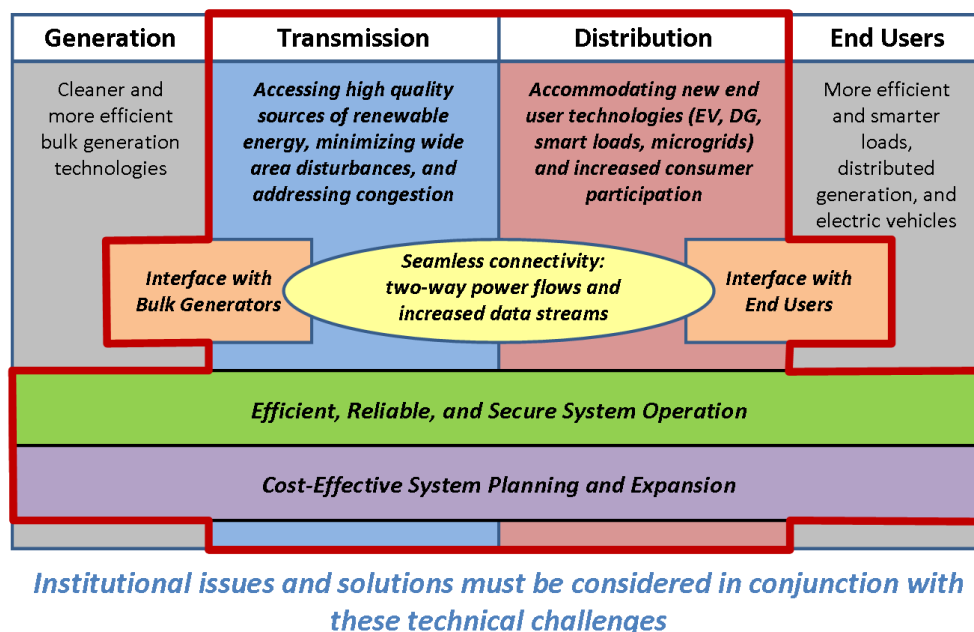 Generation
Transmission
Distribution
End Users
Cleaner and
more efficient
bulk generation
technologies
Accessing high quality
sources of renewable
energy, minimizing wide
area disturbances, and
addressing congestion
Accommodating new end
user technologies (EV, DG,
smart loads, microgrids)
and increased consumer
participation
More efficient
and smarter
loads,
distributed
generation, and
electric vehicles
Interface with
Bulk Generators
Seamless connectivity:
two-way power flows and
increased data streams
Interface with
End Users
Efficient, Reliable, and Secure System Operation
Cost-Effective System Planning and Expansion
Institutional issues and solutions must be considered in conjunction with
these technical challenges